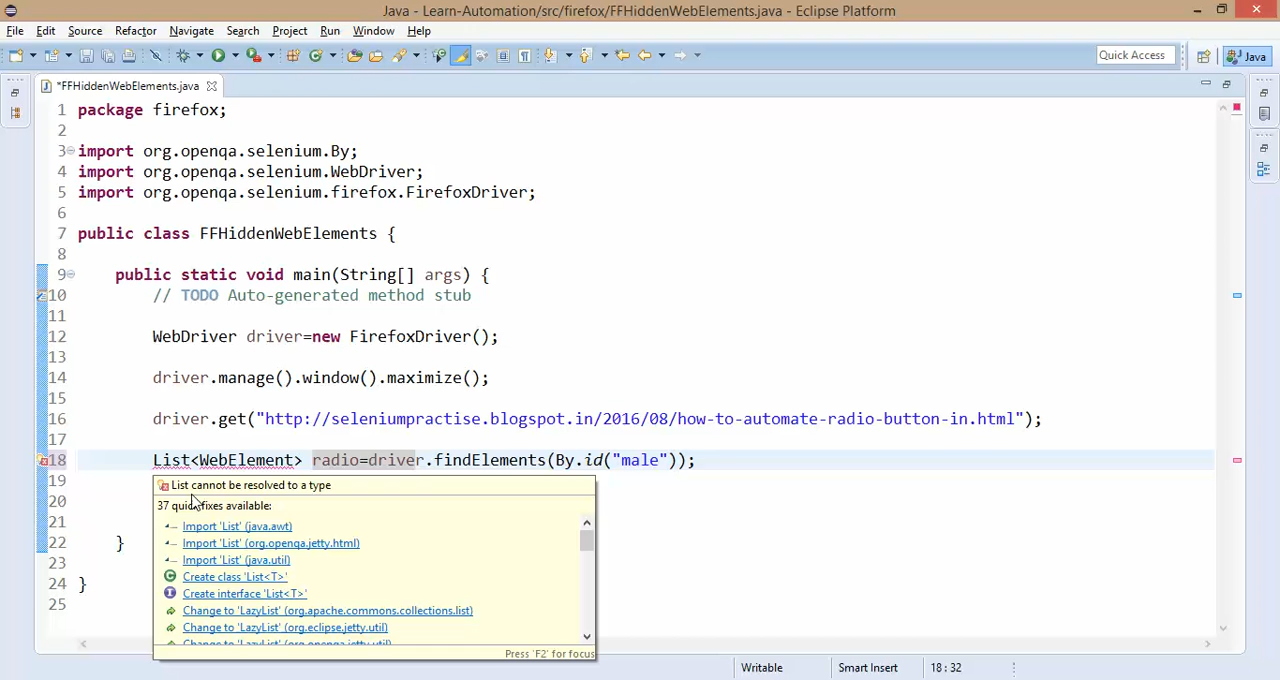 Java - Learn-Automation/src/firefox/FFHiddenWebElements.java - Eclipse Platform
File Edit Source Refactor Navigate Search Project Run Window Help
Quick Access
Java
*FFHiddenWebElements.java
1 package firefox;
2
3 import org.openqa.selenium.By;
4 import org.openqa.selenium.WebDriver;
5 import org.openqa.selenium.firefox.FirefoxDriver;
6
7 public class FFHiddenWebElements {
8
9 public static void main(String[] args) {
10 // TODO Auto-generated method stub
11
12 WebDriver driver=new FirefoxDriver();
13
14 driver.manage().window().maximize();
15
16 driver.get("http://seleniumpractise.blogspot.in/2016/08/how-to-automate-radio-button-in.html");
17
18 List<WebElement> radio=driver.findElements(By.id("male"));
19
20
21
22 }
23
24 }
25
List cannot be resolved to a type
37 quick fixes available:
Import 'List' (java.awt)
Import 'List' (org.openqa.jetty.html)
Import 'List' (java.util)
Create class 'List<T>'
Create interface 'List<T>'
Change to 'LazyList' (org.apache.commons.collections.list)
Change to 'LazyList' (org.eclipse.jetty.util)
Change to 'LazyList' (org.openqa.jetty.util)
Press 'F2' for focus
Writable Smart Insert 18 : 32